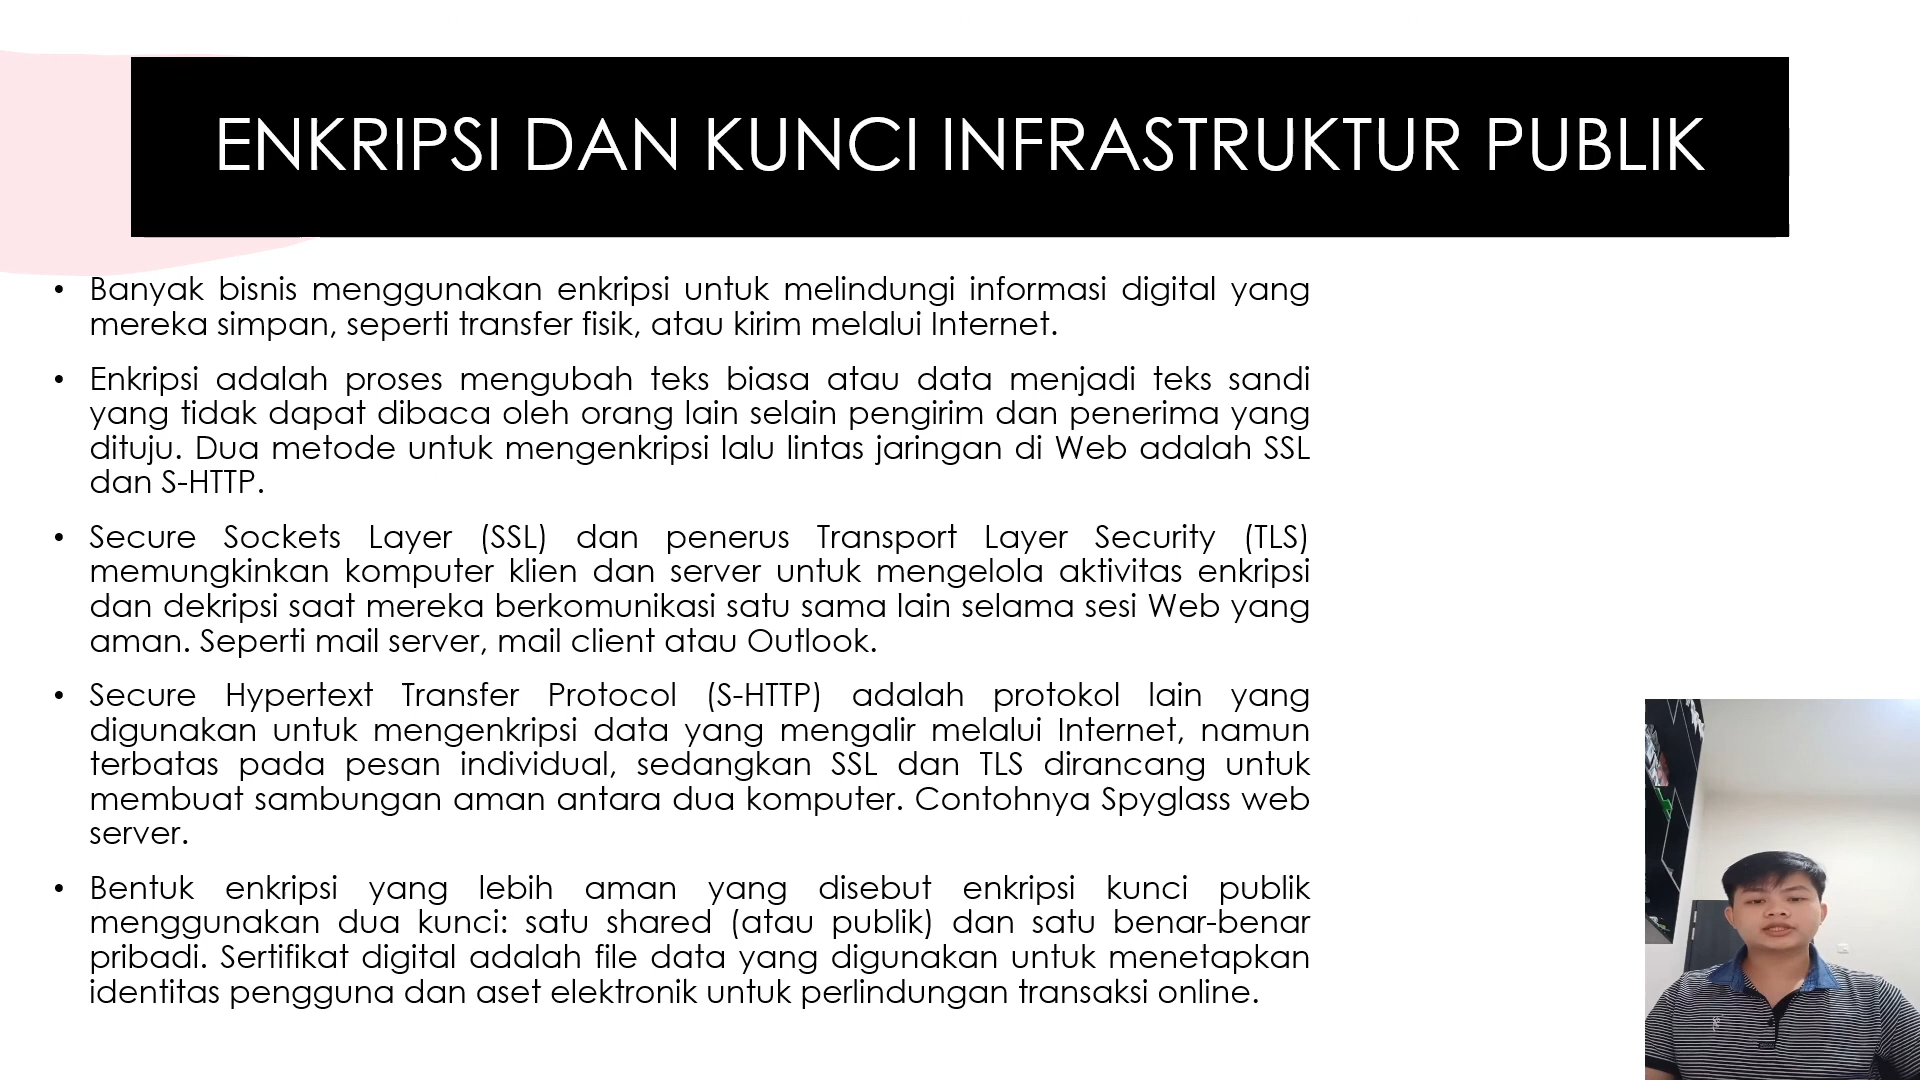 ENKRIPSI DAN KUNCI INFRASTRUKTUR PUBLIK
• Banyak bisnis menggunakan enkripsi untuk melindungi informasi digital yang
mereka simpan, seperti transfer fisik, atau kirim melalui Internet.
• Enkripsi adalah proses mengubah teks biasa atau data menjadi teks sandi
yang tidak dapat dibaca oleh orang lain selain pengirim dan penerima yang
dituju. Dua metode untuk mengenkripsi lalu lintas jaringan di Web adalah SSL
dan S-HTTP.
• Secure Sockets Layer (SSL) dan penerus Transport Layer Security (TLS)
memungkinkan komputer klien dan server untuk mengelola aktivitas enkripsi
dan dekripsi saat mereka berkomunikasi satu sama lain selama sesi Web yang
aman. Seperti mail server, mail client atau Outlook.
• Secure Hypertext Transfer Protocol (S-HTTP) adalah protokol lain yang
digunakan untuk mengenkripsi data yang mengalir melalui Internet, namun
terbatas pada pesan individual, sedangkan SSL dan TLS dirancang untuk
membuat sambungan aman antara dua komputer. Contohnya Spyglass web
server.
• Bentuk enkripsi yang lebih aman yang disebut enkripsi kunci publik
menggunakan dua kunci: satu shared (atau publik) dan satu benar-benar
pribadi. Sertifikat digital adalah file data yang digunakan untuk menetapkan
identitas pengguna dan aset elektronik untuk perlindungan transaksi online.